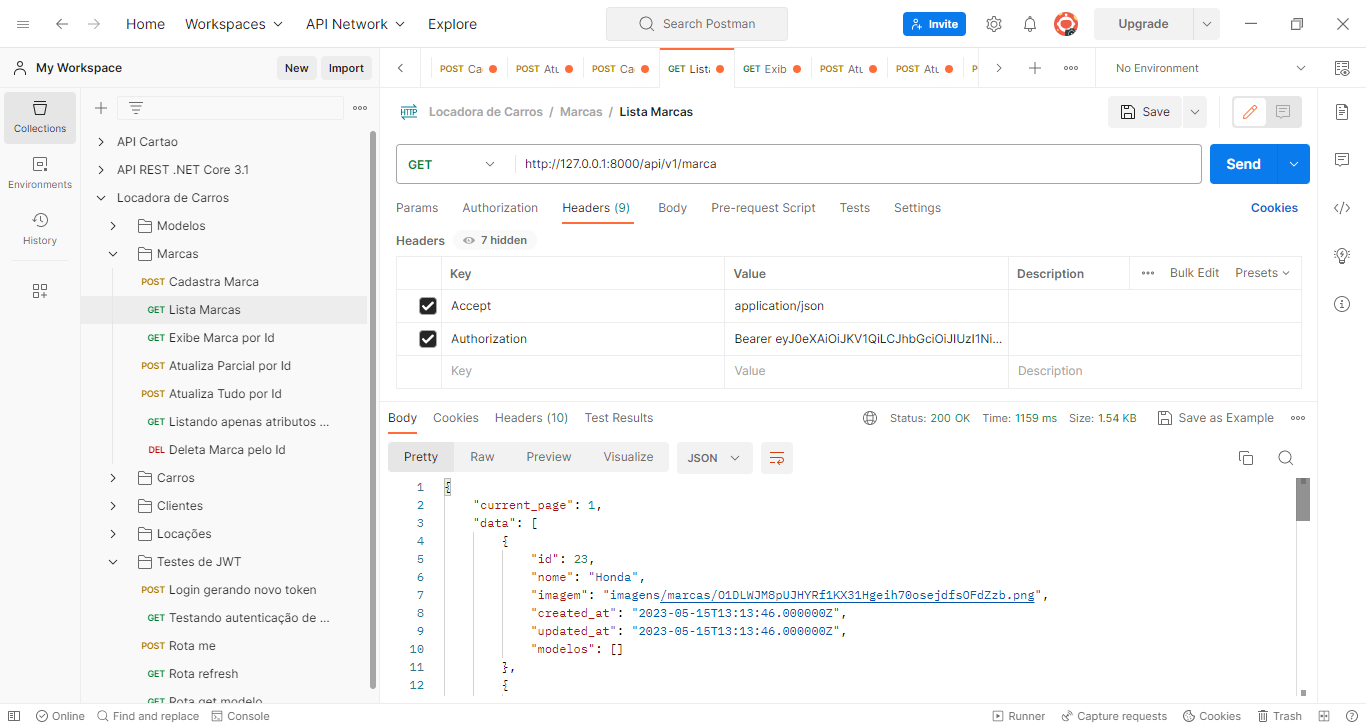 Home Workspaces API Network Explore Search Postman Invite Upgrade
My Workspace New Import POST Ca POST Atu POST Ca GET Lista GET Exib POST Atu POST Atu No Environment
Collections
Environments
History
API Cartao
API REST .NET Core 3.1
Locadora de Carros
Modelos
Marcas
POST Cadastra Marca
GET Lista Marcas
GET Exibe Marca por Id
POST Atualiza Parcial por Id
POST Atualiza Tudo por Id
GET Listando apenas atributos ...
DEL Deleta Marca pelo Id
Carros
Clientes
Locações
Testes de JWT
POST Login gerando novo token
GET Testando autenticação de ...
POST Rota me
GET Rota refresh
GET Rota get modelo
HTTP Locadora de Carros / Marcas / Lista Marcas Save
GET http://127.0.0.1:8000/api/v1/marca Send
Params Authorization Headers (9) Body Pre-request Script Tests Settings Cookies
Headers 7 hidden
Key Value Description Bulk Edit Presets
Accept application/json
Authorization Bearer eyJ0eXAiOiJKV1QiLCJhbGciOiJIUzI1Ni...
Key Value Description
Body Cookies Headers (10) Test Results Status: 200 OK Time: 1159 ms Size: 1.54 KB Save as Example
Pretty Raw Preview Visualize JSON
1 {
2 "current_page": 1,
3 "data": [
4 {
5 "id": 23,
6 "nome": "Honda",
7 "imagem": "imagens/marcas/O1DLWJM8pUJHYRf1KX31Hgeih70osejdfsOFdZzb.png",
8 "created_at": "2023-05-15T13:13:46.000000Z",
9 "updated_at": "2023-05-15T13:13:46.000000Z",
10 "modelos": []
11 },
12 {
Online Find and replace Console Runner Capture requests Cookies Trash